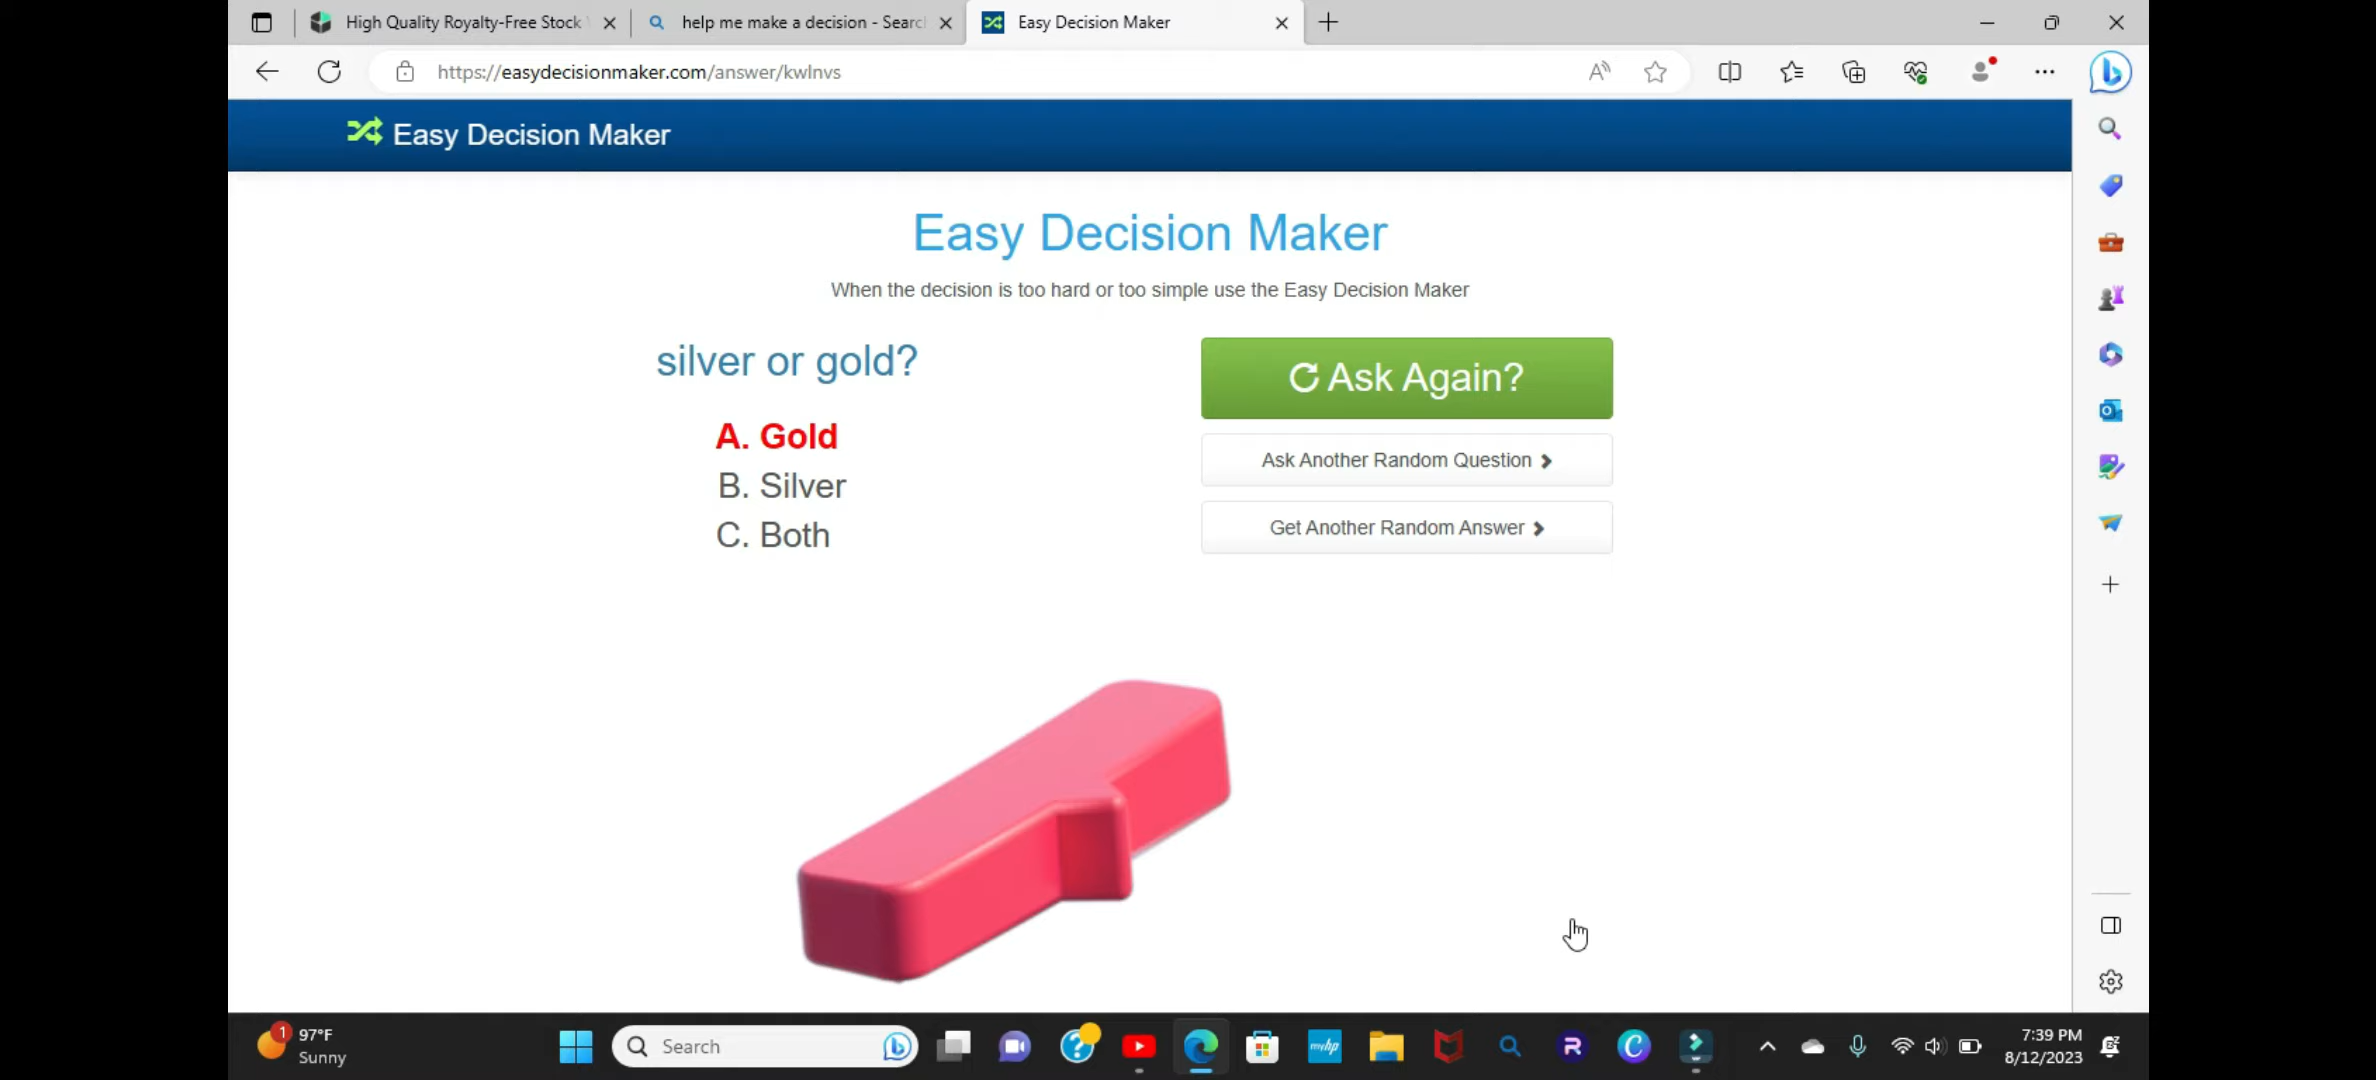 High Quality Royalty-Free Stock
help me make a decision - Search
Easy Decision Maker
https://easydecisionmaker.com/answer/kwlnvs
Easy Decision Maker
Easy Decision Maker
When the decision is too hard or too simple use the Easy Decision Maker
silver or gold?
A. Gold
B. Silver
C. Both
Ask Again?
Ask Another Random Question
Get Another Random Answer
1
97°F
Sunny
Search
myhp
7:39 PM
8/12/2023